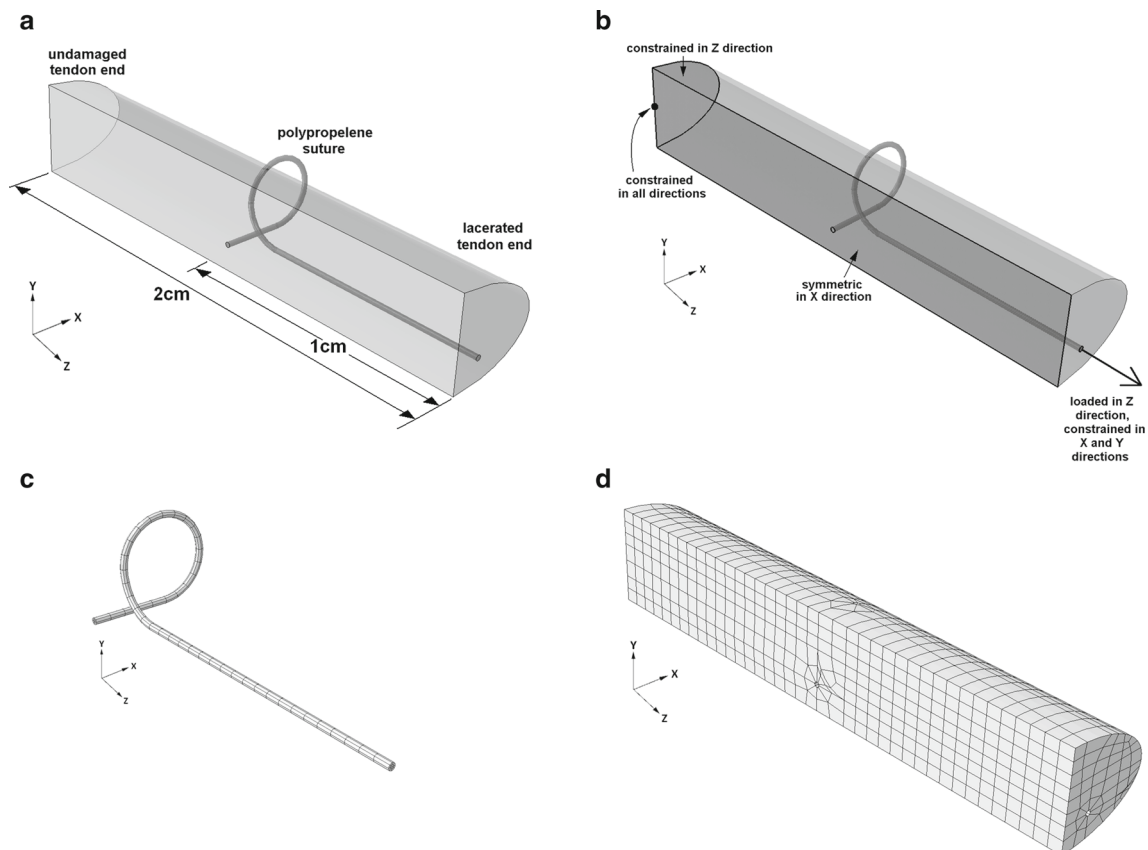 a
undamaged
tendon end
polypropelene
suture
lacerated
tendon end
2cm
1cm
Y
X
Z
b
constrained in Z direction
constrained
in all directions
symmetric
in X direction
Y
X
Z
loaded in Z
direction,
constrained in
X and Y
directions
c
Y
X
Z
d
Y
X
Z